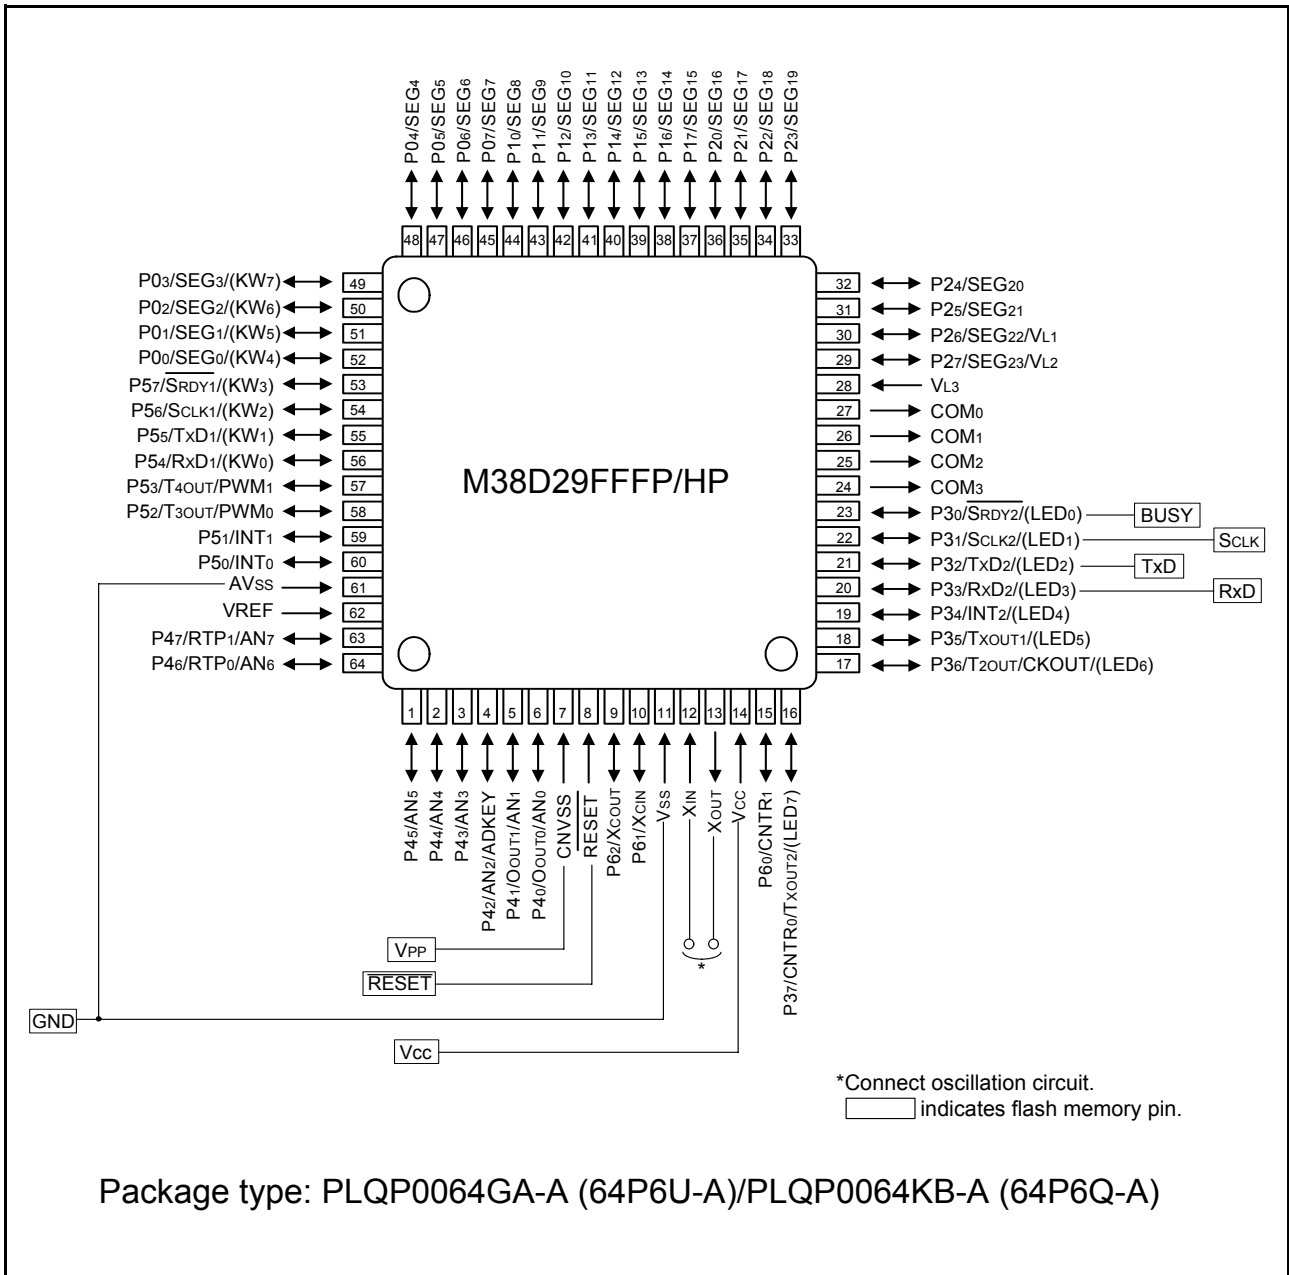 P04/SEG4
P05/SEG5
P06/SEG6
P07/SEG7
P10/SEG8
P11/SEG9
P12/SEG10
P13/SEG11
P14/SEG12
P15/SEG13
P16/SEG14
P17/SEG15
P20/SEG16
P21/SEG17
P22/SEG18
P23/SEG19
48 47 46 45 44 43 42 41 40 39 38 37 36 35 34 33
P03/SEG3/(KW7) 49
P02/SEG2/(KW6) 50
P01/SEG1/(KW5) 51
P00/SEG0/(KW4) 52
P57/SRDY1/(KW3) 53
P56/SCLK1/(KW2) 54
P55/TxD1/(KW1) 55
P54/RxD1/(KW0) 56
P53/T4OUT/PWM1 57
P52/T3OUT/PWM0 58
P51/INT1 59
P50/INT0 60
AVSS 61
VREF 62
P47/RTP1/AN7 63
P46/RTP0/AN6 64
M38D29FFFP/HP
32 P24/SEG20
31 P25/SEG21
30 P26/SEG22/VL1
29 P27/SEG23/VL2
28 VL3
27 COM0
26 COM1
25 COM2
24 COM3
23 P30/SRDY2/(LED0) BUSY
22 P31/SCLK2/(LED1) SCLK
21 P32/TxD2/(LED2) TxD
20 P33/RxD2/(LED3) RxD
19 P34/INT2/(LED4)
18 P35/TXOUT1/(LED5)
17 P36/T2OUT/CKOUT/(LED6)
1 2 3 4 5 6 7 8 9 10 11 12 13 14 15 16
P45/AN5
P44/AN4
P43/AN3
P42/AN2/ADKEY
P41/OOUT1/AN1
P40/OOUT0/AN0
CNVSS
RESET
P62/XCOUT
P61/XCIN
VSS
XIN
XOUT
VCC
P60/CNTR1
P37/CNTR0/TXOUT2/(LED7)
VPP
*
RESET
GND
Vcc
*Connect oscillation circuit.
indicates flash memory pin.
Package type: PLQP0064GA-A (64P6U-A)/PLQP0064KB-A (64P6Q-A)